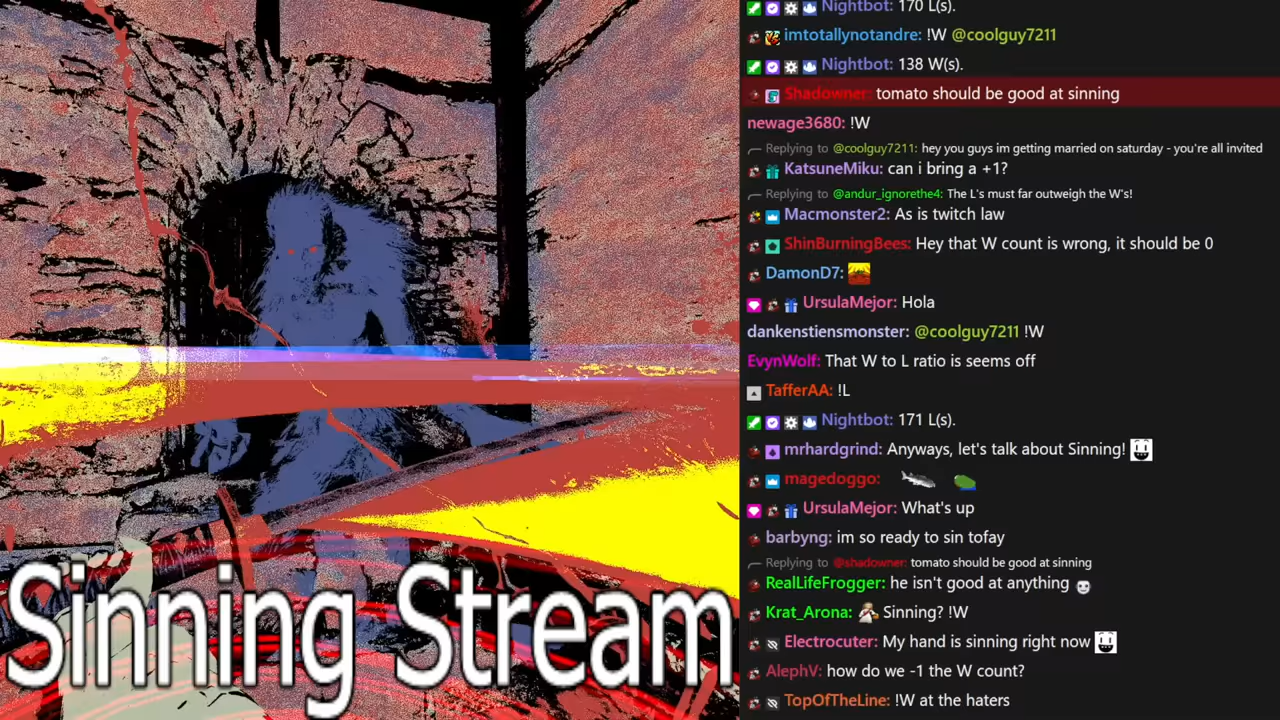 Nightbot: 170 L(s).
imtotallynotandre: !W @coolguy7211
Nightbot: 138 W(s).
Shadowner: tomato should be good at sinning
newage3680: !W
Replying to @coolguy7211: hey you guys im getting married on saturday - you're all invited
KatsuneMiku: can i bring a +1?
Replying to @andur_ignorethe4: The L's must far outweigh the W's!
Macmonster2: As is twitch law
ShinBurningBees: Hey that W count is wrong, it should be 0
DamonD7:
UrsulaMejor: Hola
dankenstiensmonster: @coolguy7211 !W
EvynWolf: That W to L ratio is seems off
TafferAA: !L
Nightbot: 171 L(s).
mrhardgrind: Anyways, let's talk about Sinning!
magedoggo:
UrsulaMejor: What's up
barbyng: im so ready to sin tofay
Replying to @shadowner: tomato should be good at sinning
RealLifeFrogger: he isn't good at anything
Krat_Arona: Sinning? !W
Electrocuter: My hand is sinning right now
AlephV: how do we -1 the W count?
TopOfTheLine: !W at the haters
Sinning Stream